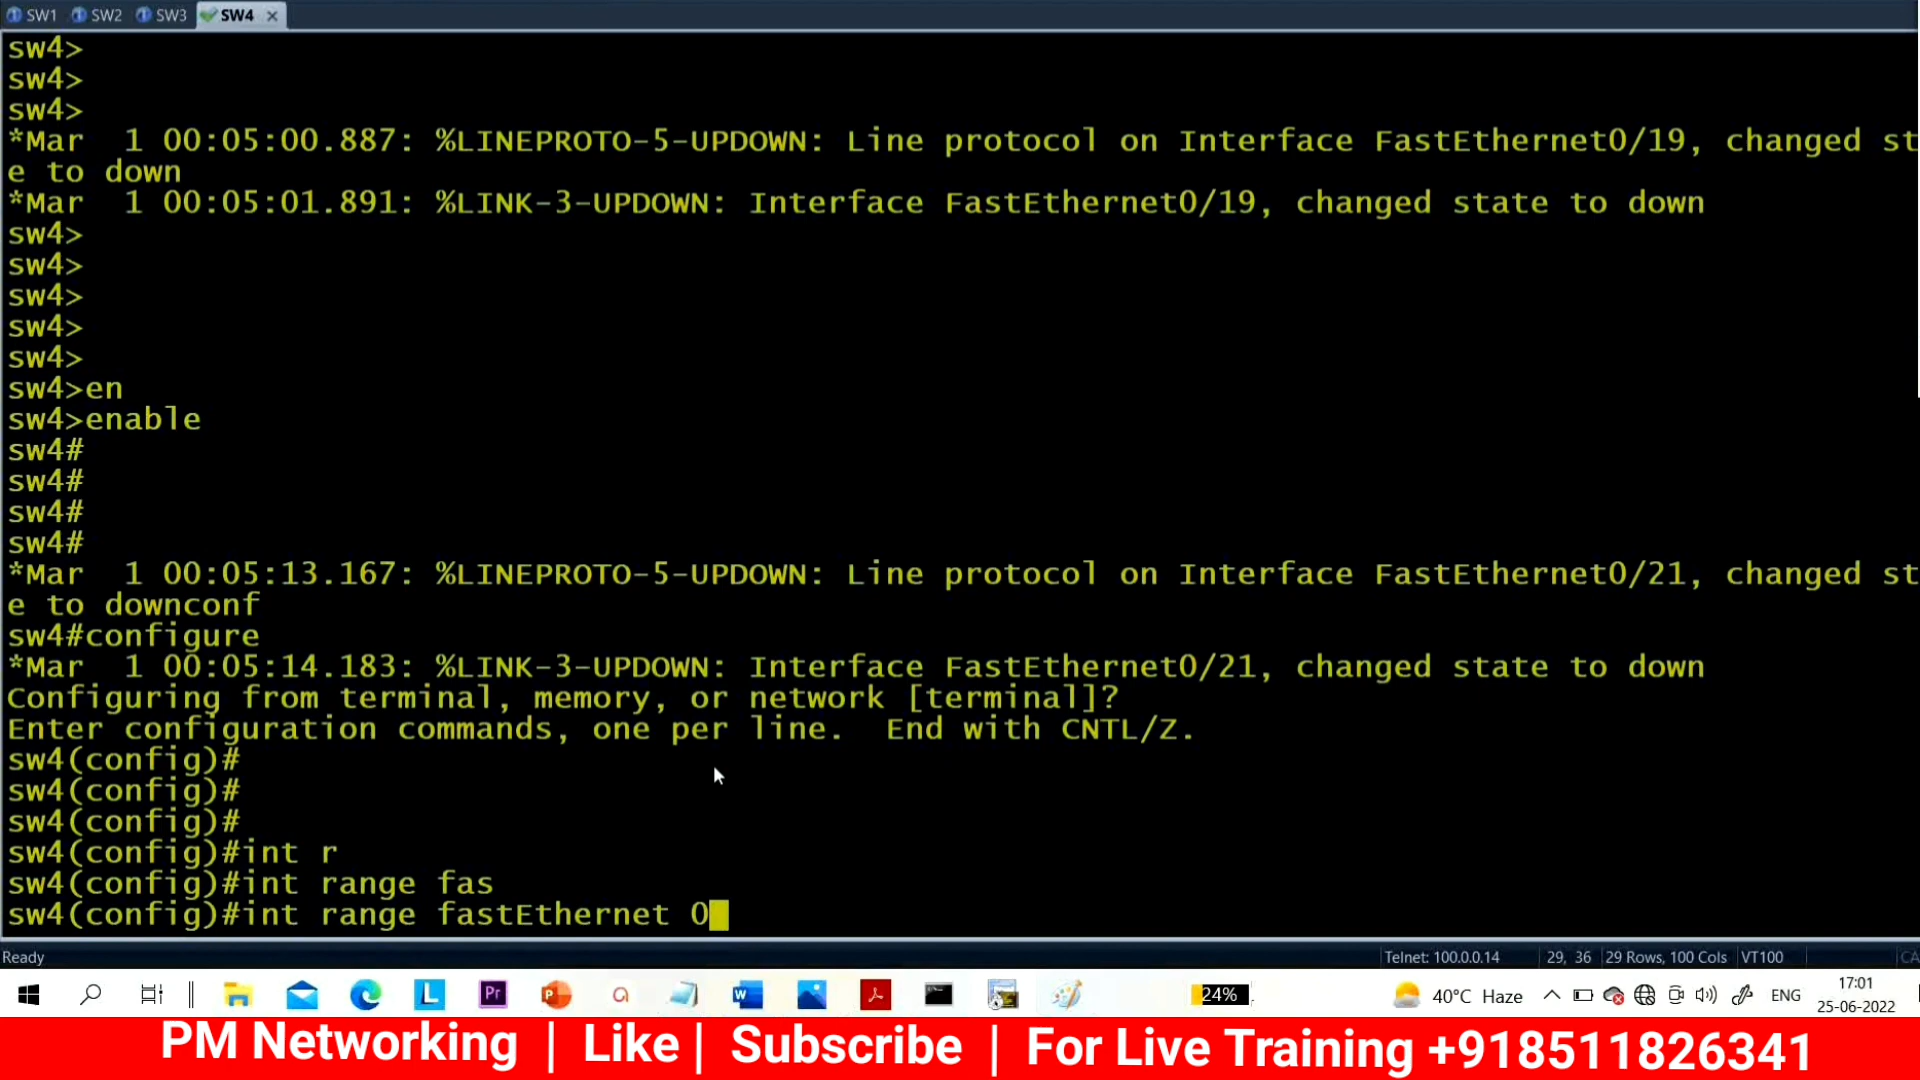 SW1 SW2 SW3 SW4
sw4>
sw4>
sw4>
*Mar  1 00:05:00.887: %LINEPROTO-5-UPDOWN: Line protocol on Interface FastEthernet0/19, changed st
e to down
*Mar  1 00:05:01.891: %LINK-3-UPDOWN: Interface FastEthernet0/19, changed state to down
sw4>
sw4>
sw4>
sw4>
sw4>
sw4>en
sw4>enable
sw4#
sw4#
sw4#
sw4#
*Mar  1 00:05:13.167: %LINEPROTO-5-UPDOWN: Line protocol on Interface FastEthernet0/21, changed st
e to downconf
sw4#configure
*Mar  1 00:05:14.183: %LINK-3-UPDOWN: Interface FastEthernet0/21, changed state to down
Configuring from terminal, memory, or network [terminal]?
Enter configuration commands, one per line.  End with CNTL/Z.
sw4(config)#
sw4(config)#
sw4(config)#
sw4(config)#int r
sw4(config)#int range fas
sw4(config)#int range fastEthernet 0
Ready Telnet: 100.0.0.14 29, 36 29 Rows, 100 Cols VT100 CA
24% 40°C Haze ENG 17:01
25-06-2022
PM Networking | Like | Subscribe | For Live Training +918511826341